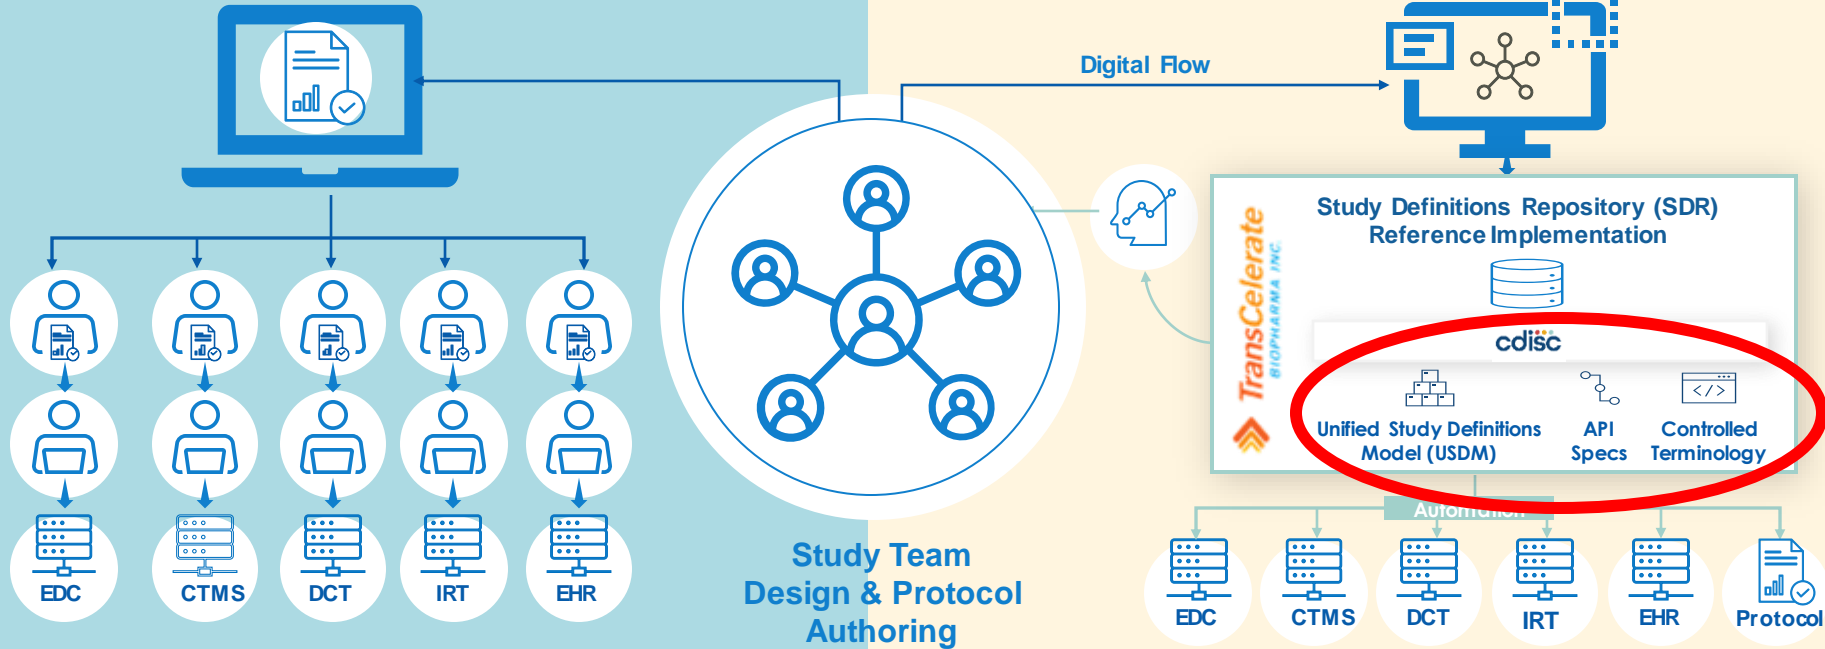 Digital Flow
Study Definitions Repository (SDR)
Reference Implementation
TransCelerate
BIOPHARMA INC.
cdisc
</>
Unified Study Definitions
Model (USDM)
API
Specs
Controlled
Terminology
Automation
EDC
CTMS
DCT
IRT
EHR
Study Team
Design & Protocol
Authoring
EDC
CTMS
DCT
IRT
EHR
Protocol